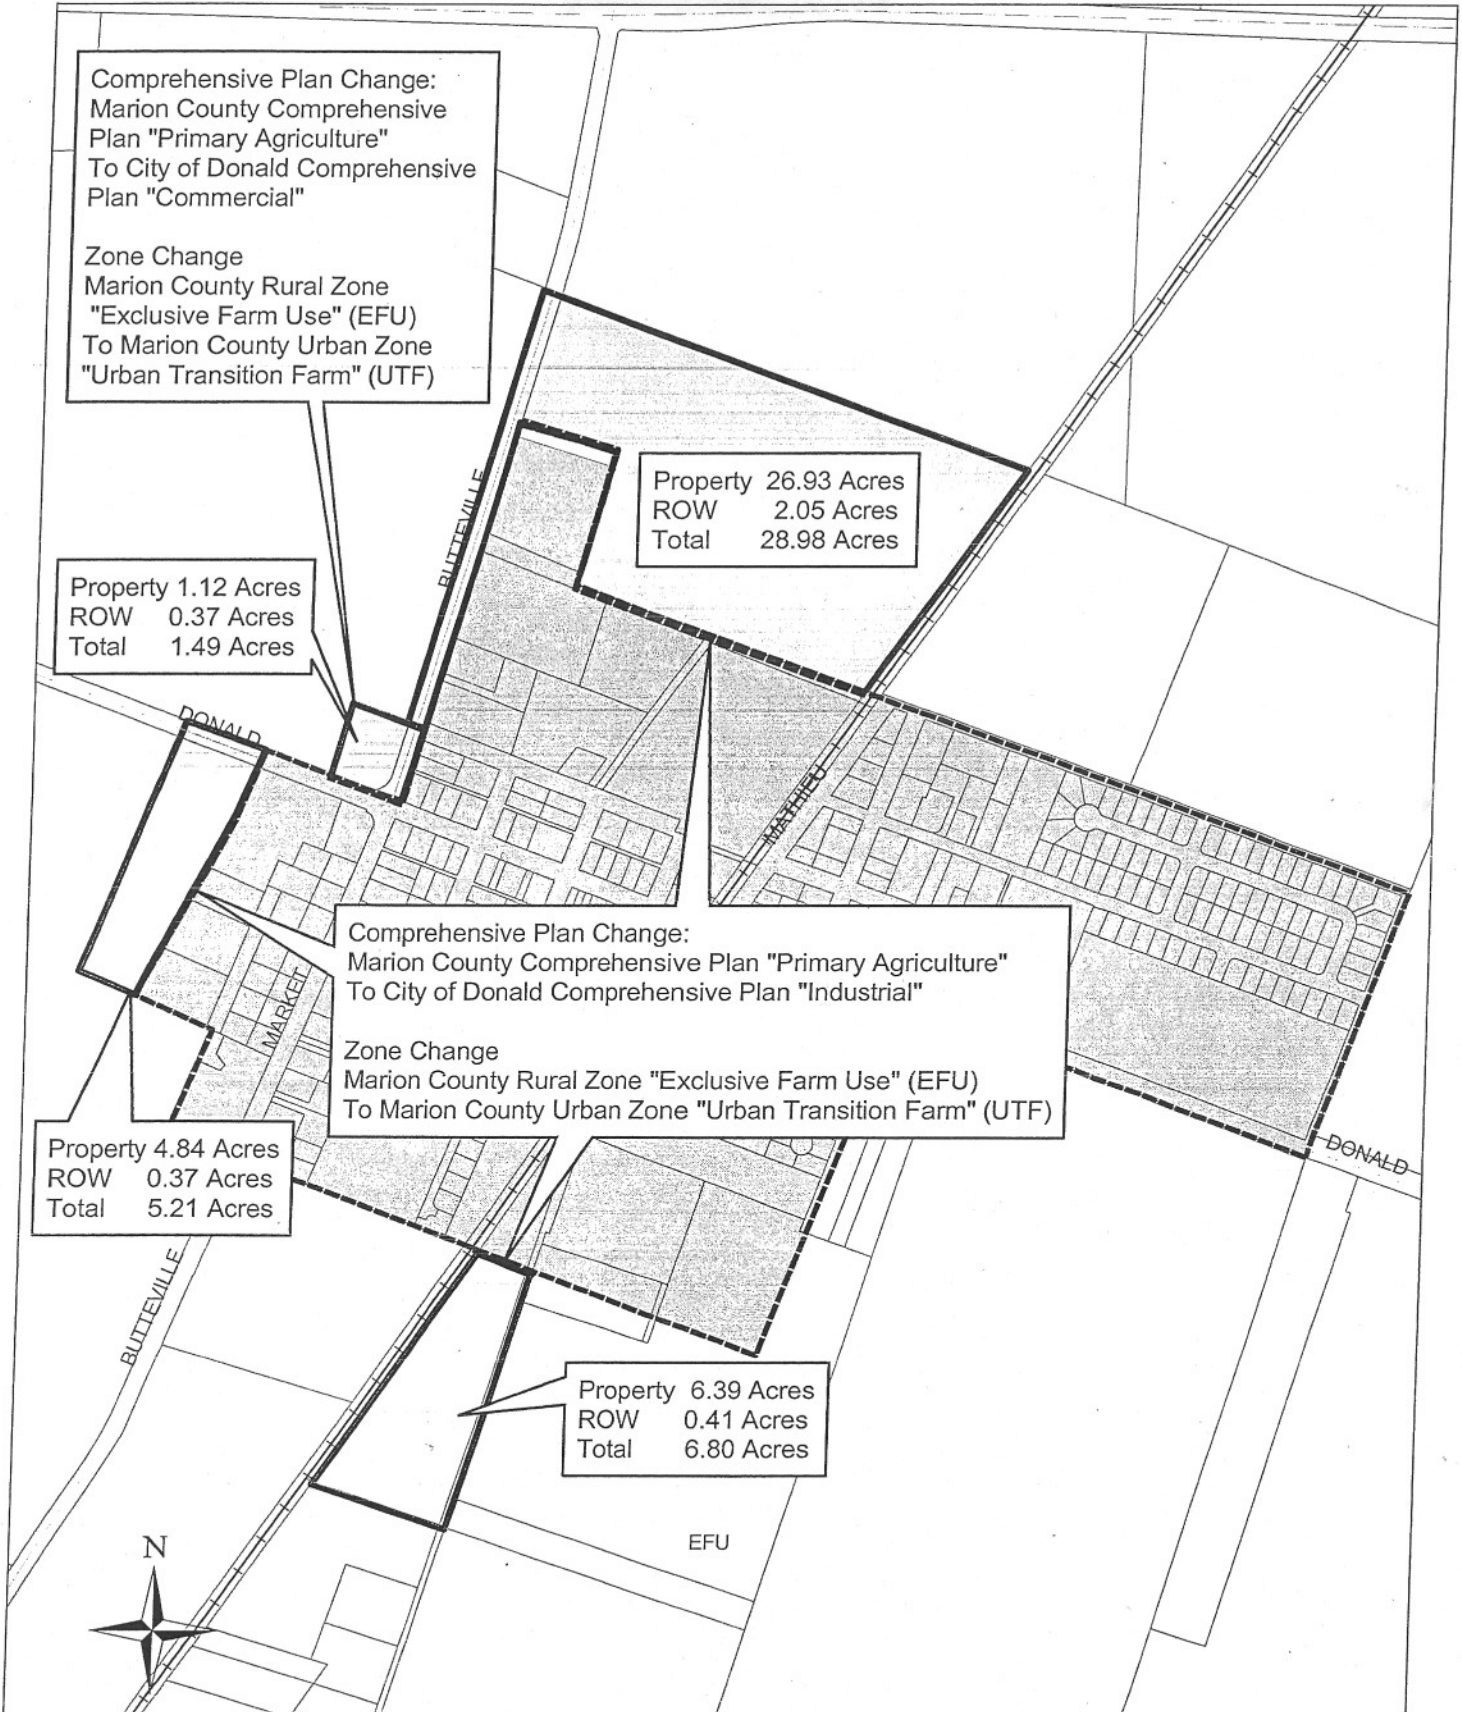 Comprehensive Plan Change:
Marion County Comprehensive
Plan "Primary Agriculture"
To City of Donald Comprehensive
Plan "Commercial"
Zone Change
Marion County Rural Zone
"Exclusive Farm Use" (EFU)
To Marion County Urban Zone
"Urban Transition Farm" (UTF)
BUTTEVILLE
Property 26.93 Acres
ROW 2.05 Acres
Total 28.98 Acres
Property 1.12 Acres
ROW 0.37 Acres
Total 1.49 Acres
DONALD
MATHIEU
Comprehensive Plan Change:
Marion County Comprehensive Plan "Primary Agriculture"
To City of Donald Comprehensive Plan "Industrial"
Zone Change
Marion County Rural Zone "Exclusive Farm Use" (EFU)
To Marion County Urban Zone "Urban Transition Farm" (UTF)
MARKET
Property 4.84 Acres
ROW 0.37 Acres
Total 5.21 Acres
DONALD
BUTTEVILLE
Property 6.39 Acres
ROW 0.41 Acres
Total 6.80 Acres
EFU
N